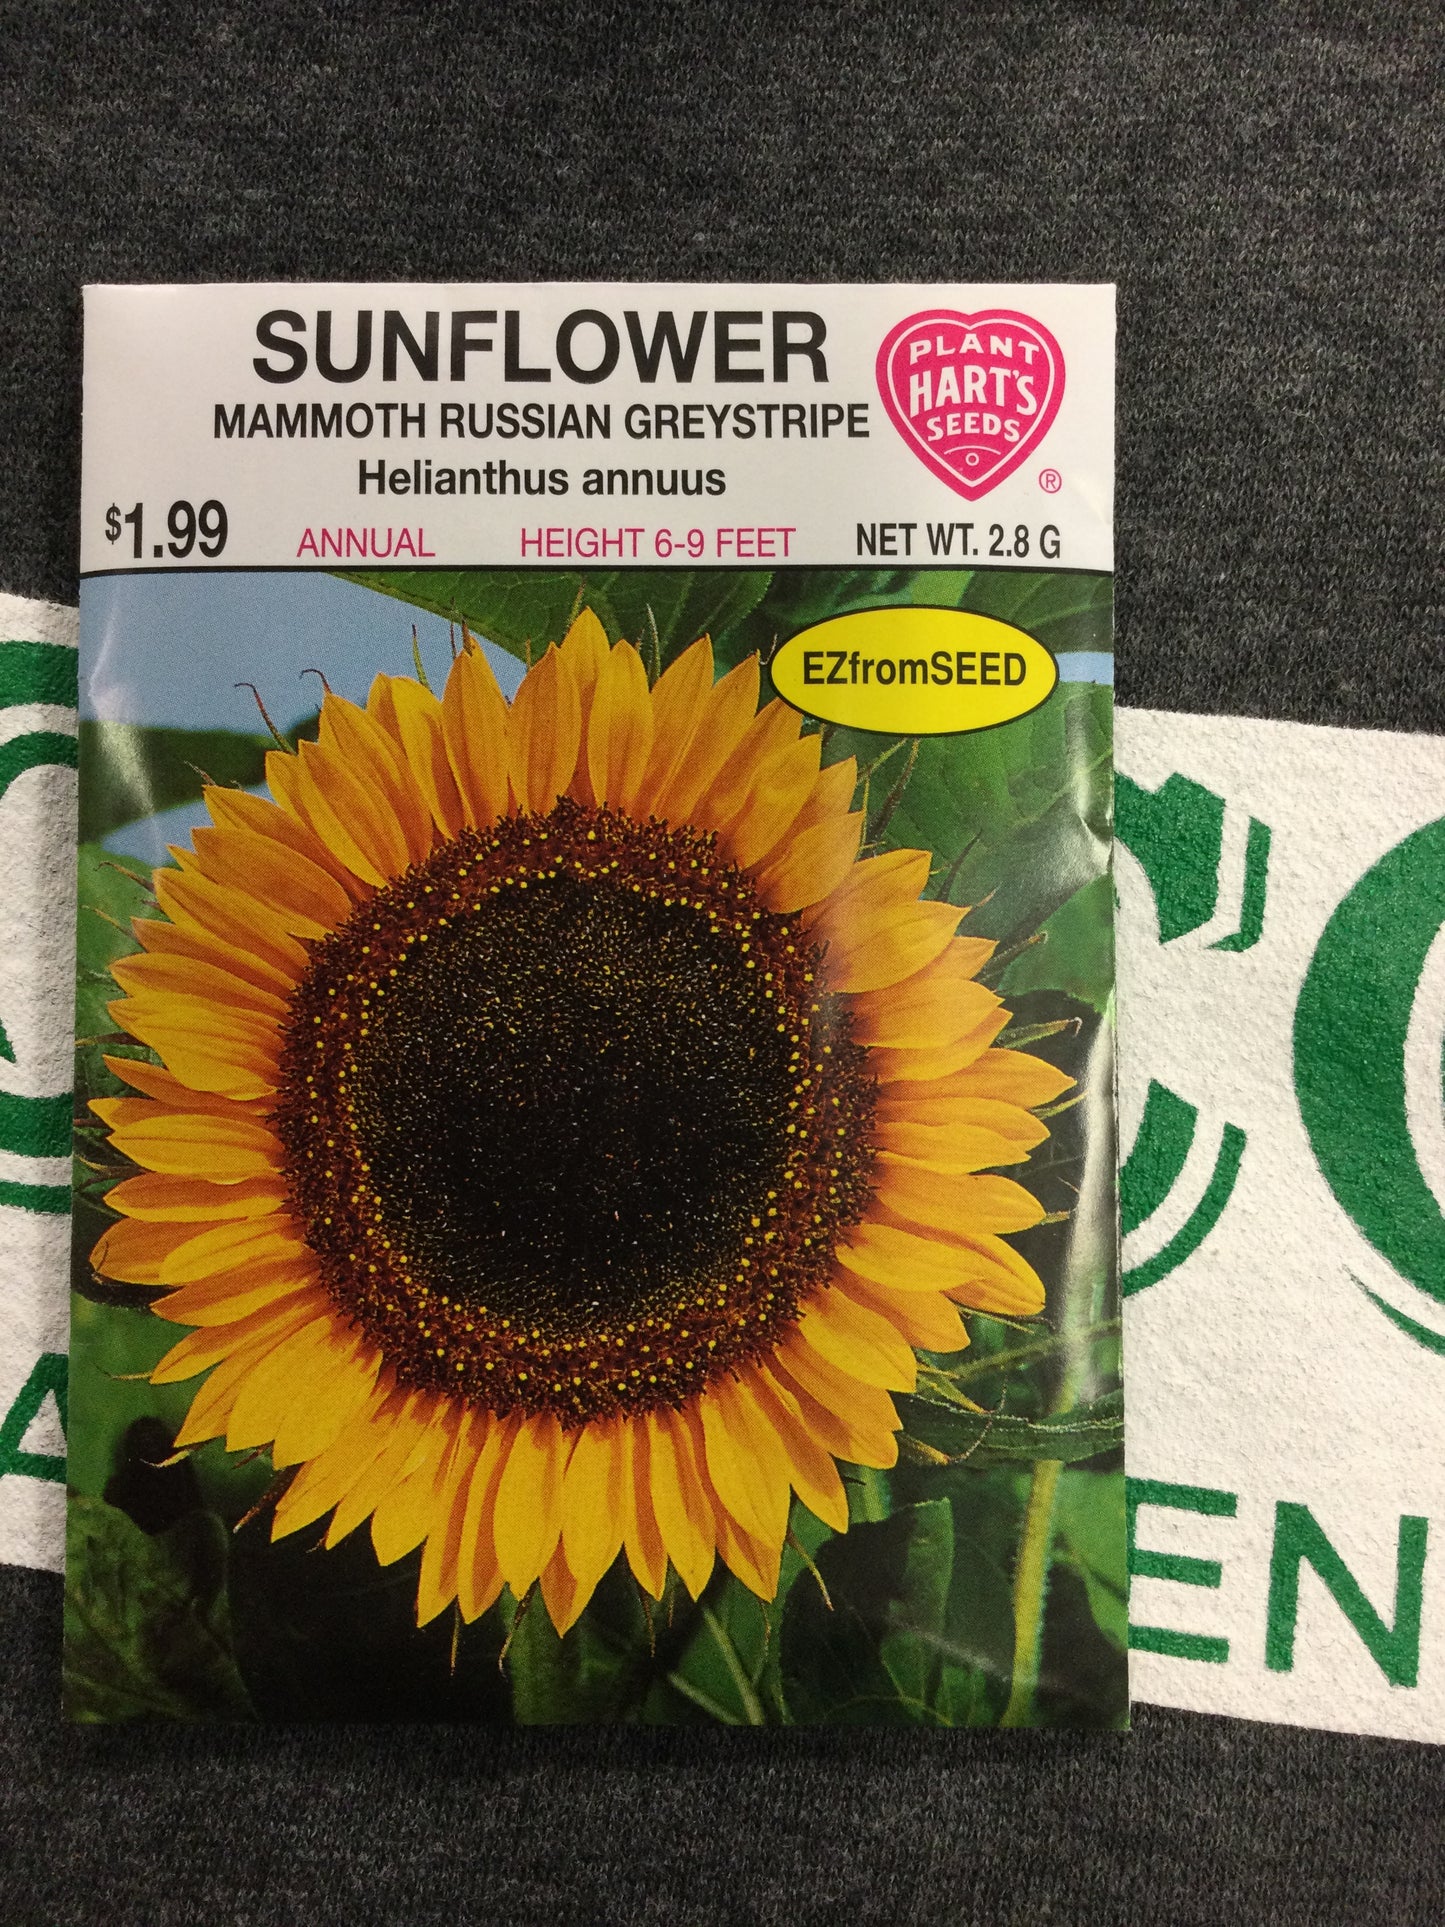 SUNFLOWER
MAMMOTH RUSSIAN GREYSTRIPE
Helianthus annuus
$1.99
ANNUAL
HEIGHT 6-9 FEET
NET WT. 2.8 G
PLANT
HART'S
SEEDS
®
EZfromSEED
EN